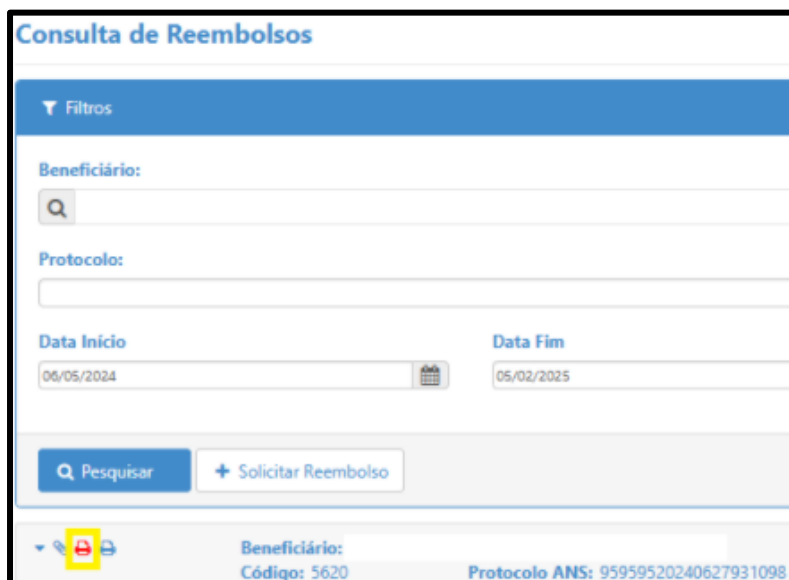 Consulta de Reembolsos
Filtros
Beneficiário:
Protocolo:
Data Início Data Fim
06/05/2024 05/02/2025
Pesquisar + Solicitar Reembolso
Beneficiário:
Código: 5620 Protocolo ANS: 95959520240627931098